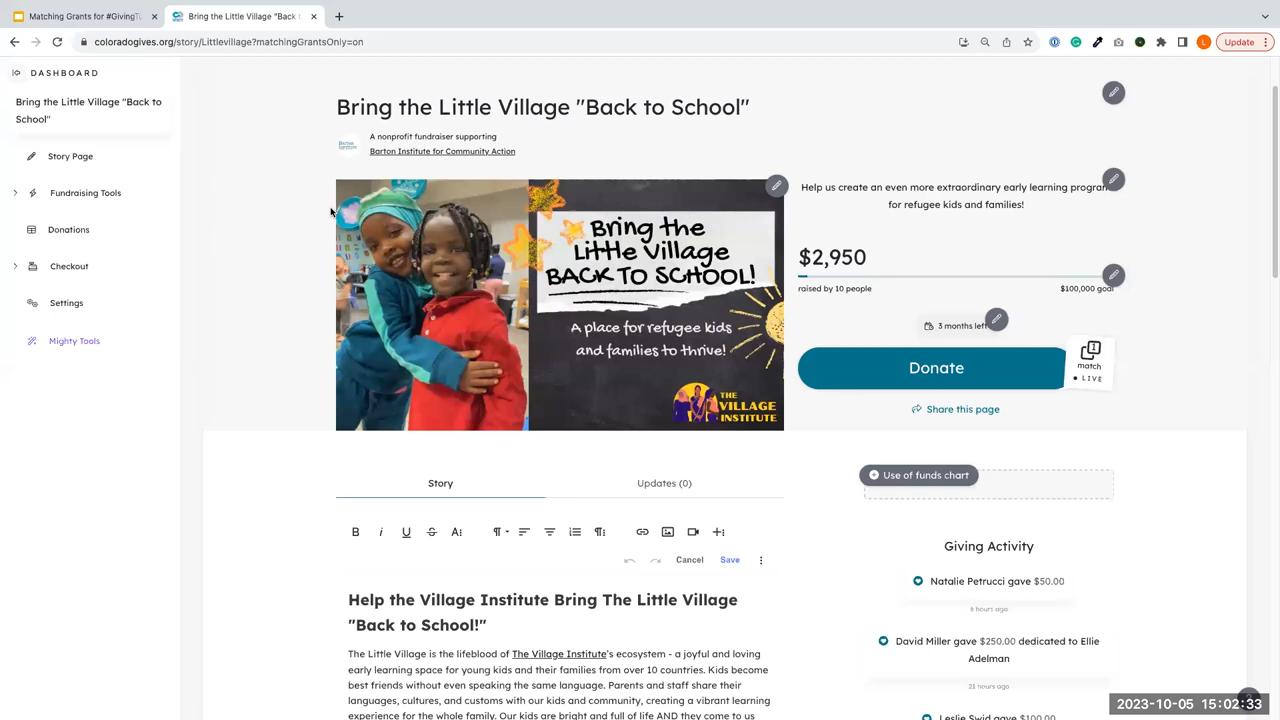 Matching Grants for #GivingTu
Bring the Little Village "Back t
coloradogives.org/story/Littlevillage?matchingGrantsOnly=on
L
Update
DASHBOARD
Bring the Little Village "Back to
School"
Story Page
Fundraising Tools
Donations
Checkout
Settings
Mighty Tools
Bring the Little Village "Back to School"
A nonprofit fundraiser supporting
Barton Institute for Community Action
Bring the
Little Village
BACK TO SCHOOL!
A place for refugee kids
and families to thrive!
THE
VILLAGE
INSTITUTE
Help us create an even more extraordinary early learning program
for refugee kids and families!
$2,950
raised by 10 people
$100,000 goal
3 months left
Donate
1
match
• LIVE
Share this page
Story
Updates (0)
Use of funds chart
Cancel
Save
Help the Village Institute Bring The Little Village
"Back to School!"
The Little Village is the lifeblood of The Village Institute's ecosystem - a joyful and loving
early learning space for young kids and their families from over 10 countries. Kids become
best friends without even speaking the same language. Parents and staff share their
languages, cultures, and customs with our kids and community, creating a vibrant learning
experience for the whole family. Our kids are bright and full of life AND they come to us
Giving Activity
Natalie Petrucci gave $50.00
6 hours ago
David Miller gave $250.00 dedicated to Ellie
Adelman
21 hours ago
Leslie Swid gave $100.00
2023-10-05 15:02:33